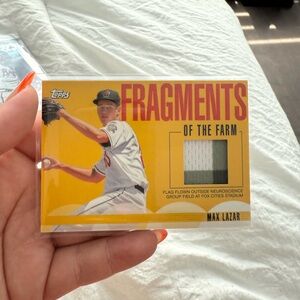 Topps
FRAGMENTS
OF THE FARM
FLAG FLOWN OUTSIDE NEUROSCIENCE
GROUP FIELD AT FOX CITIES STADIUM
MAX LAZAR